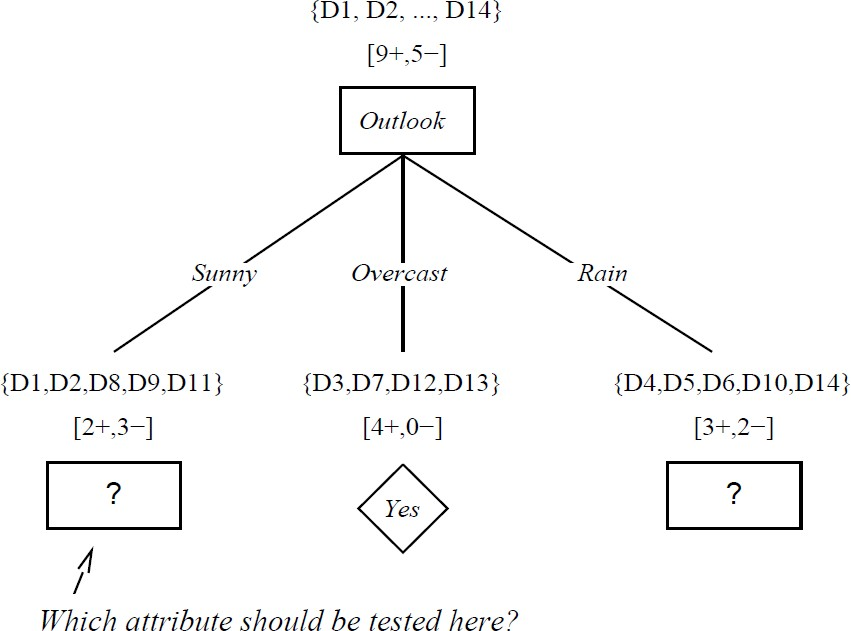 {D1, D2, ..., D14}
[9+,5−]
Outlook
Sunny Overcast Rain
{D1,D2,D8,D9,D11} {D3,D7,D12,D13} {D4,D5,D6,D10,D14}
[2+,3−] [4+,0−] [3+,2−]
? Yes ?
Which attribute should be tested here?